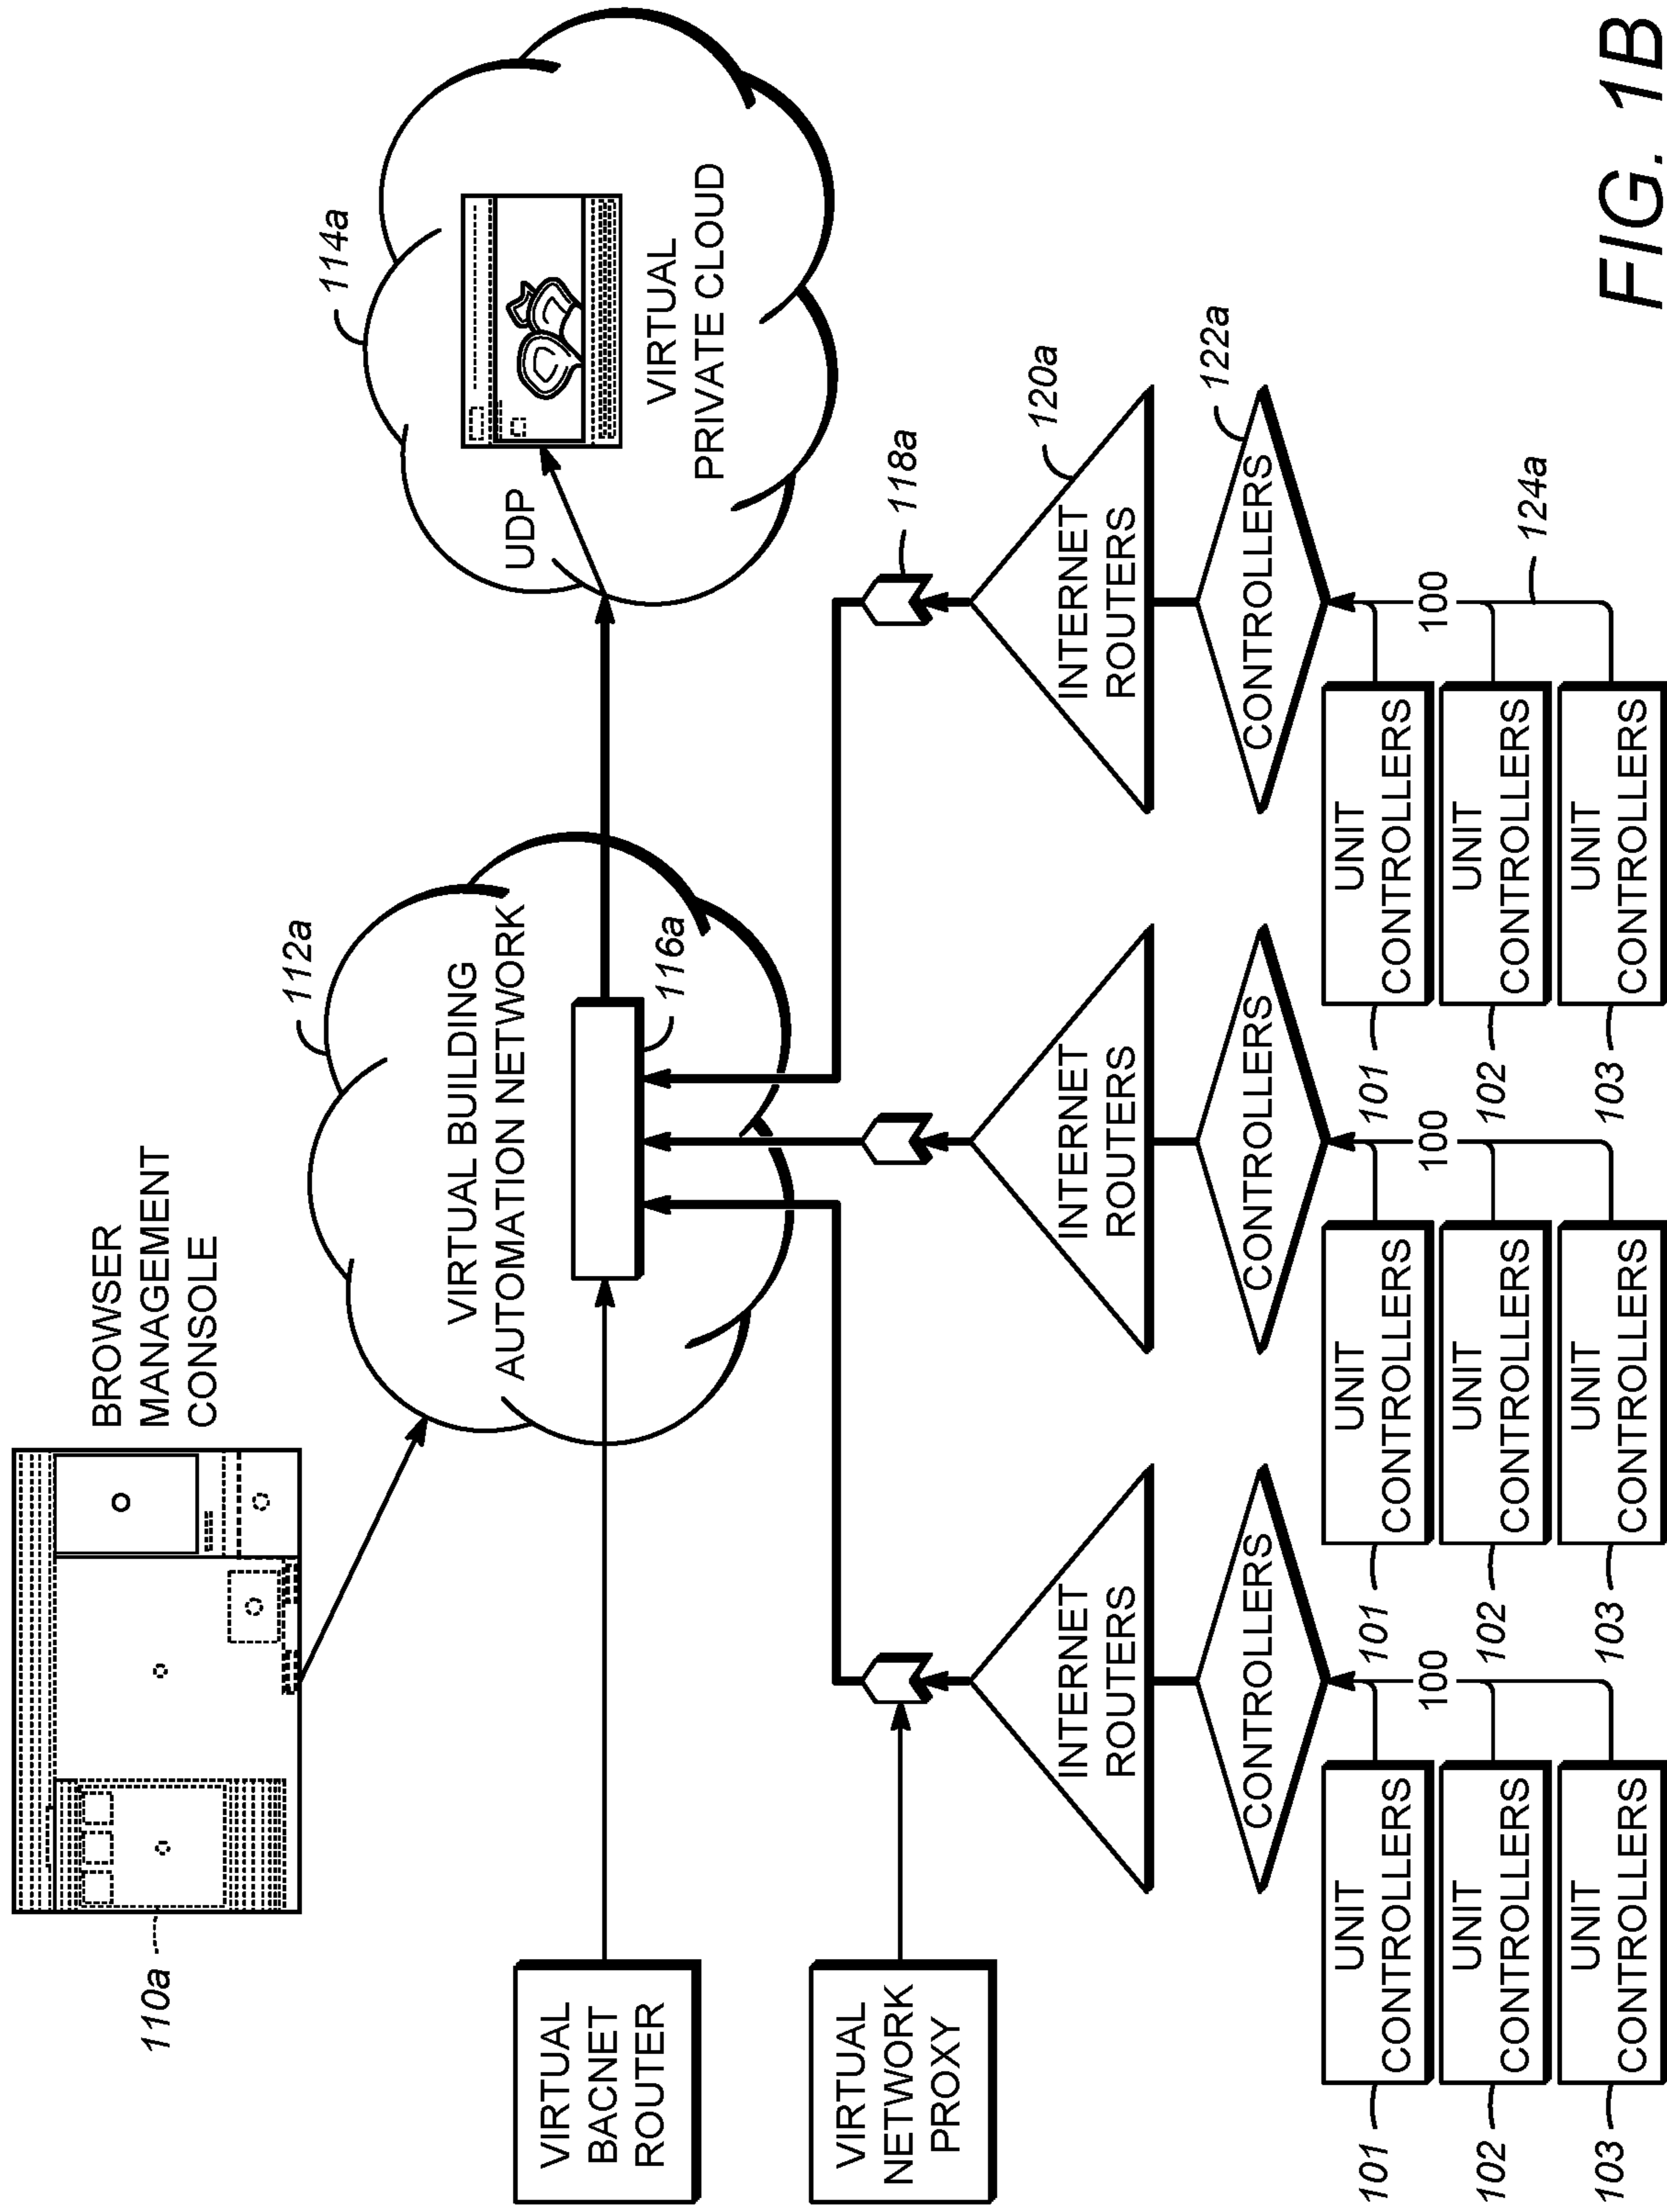 BROWSER
MANAGEMENT
CONSOLE
110a
112a
114a
VIRTUAL BUILDING
AUTOMATION NETWORK
116a
UDP
VIRTUAL
PRIVATE CLOUD
VIRTUAL
BACNET
ROUTER
VIRTUAL
NETWORK
PROXY
118a
INTERNET
ROUTERS
INTERNET
ROUTERS
INTERNET
ROUTERS
120a
CONTROLLERS
CONTROLLERS
CONTROLLERS
122a
UNIT
CONTROLLERS
101
UNIT
CONTROLLERS
102
UNIT
CONTROLLERS
103
100
UNIT
CONTROLLERS
101
UNIT
CONTROLLERS
102
UNIT
CONTROLLERS
103
100
UNIT
CONTROLLERS
101
UNIT
CONTROLLERS
102
UNIT
CONTROLLERS
103
100
124a
FIG. 1B